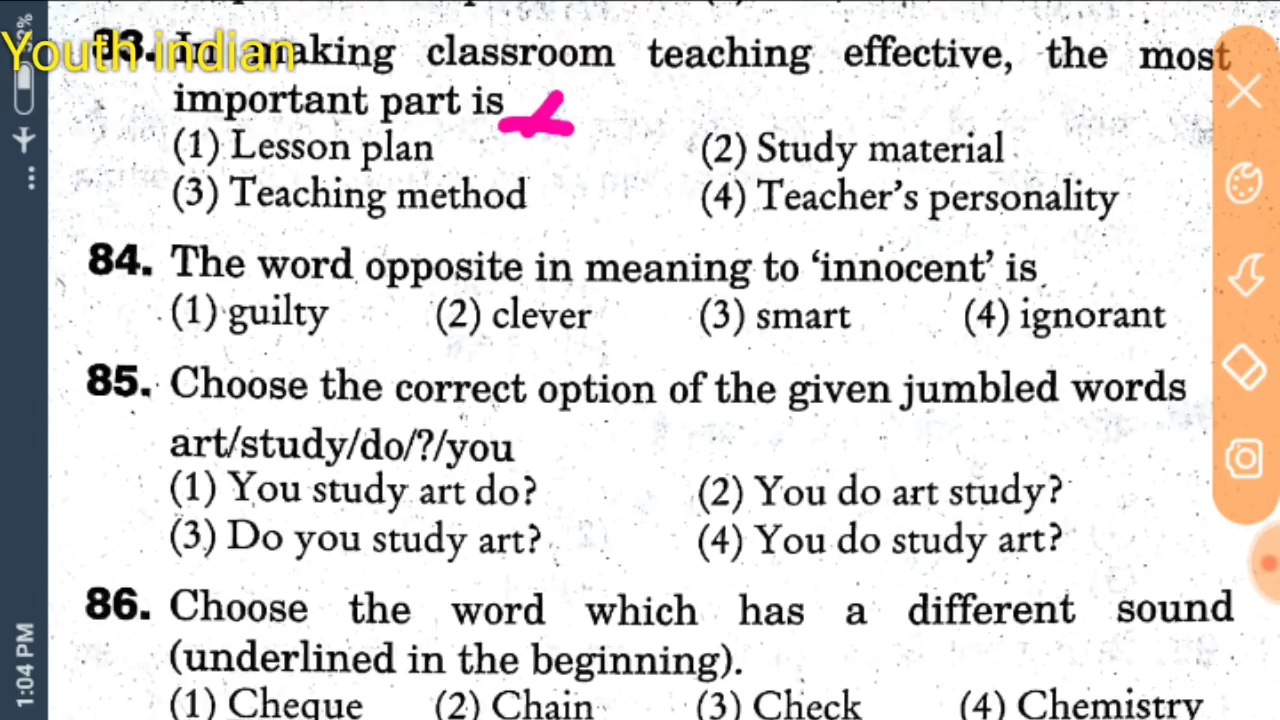 Youth indian
83. In making classroom teaching effective, the most
important part is
(1) Lesson plan (2) Study material
(3) Teaching method (4) Teacher's personality
84. The word opposite in meaning to 'innocent' is
(1) guilty (2) clever (3) smart (4) ignorant
85. Choose the correct option of the given jumbled words
art/study/do/?/you
(1) You study art do? (2) You do art study?
(3) Do you study art? (4) You do study art?
86. Choose the word which has a different sound
(underlined in the beginning).
(1) Cheque (2) Chain (3) Check (4) Chemistry
1:04 PM